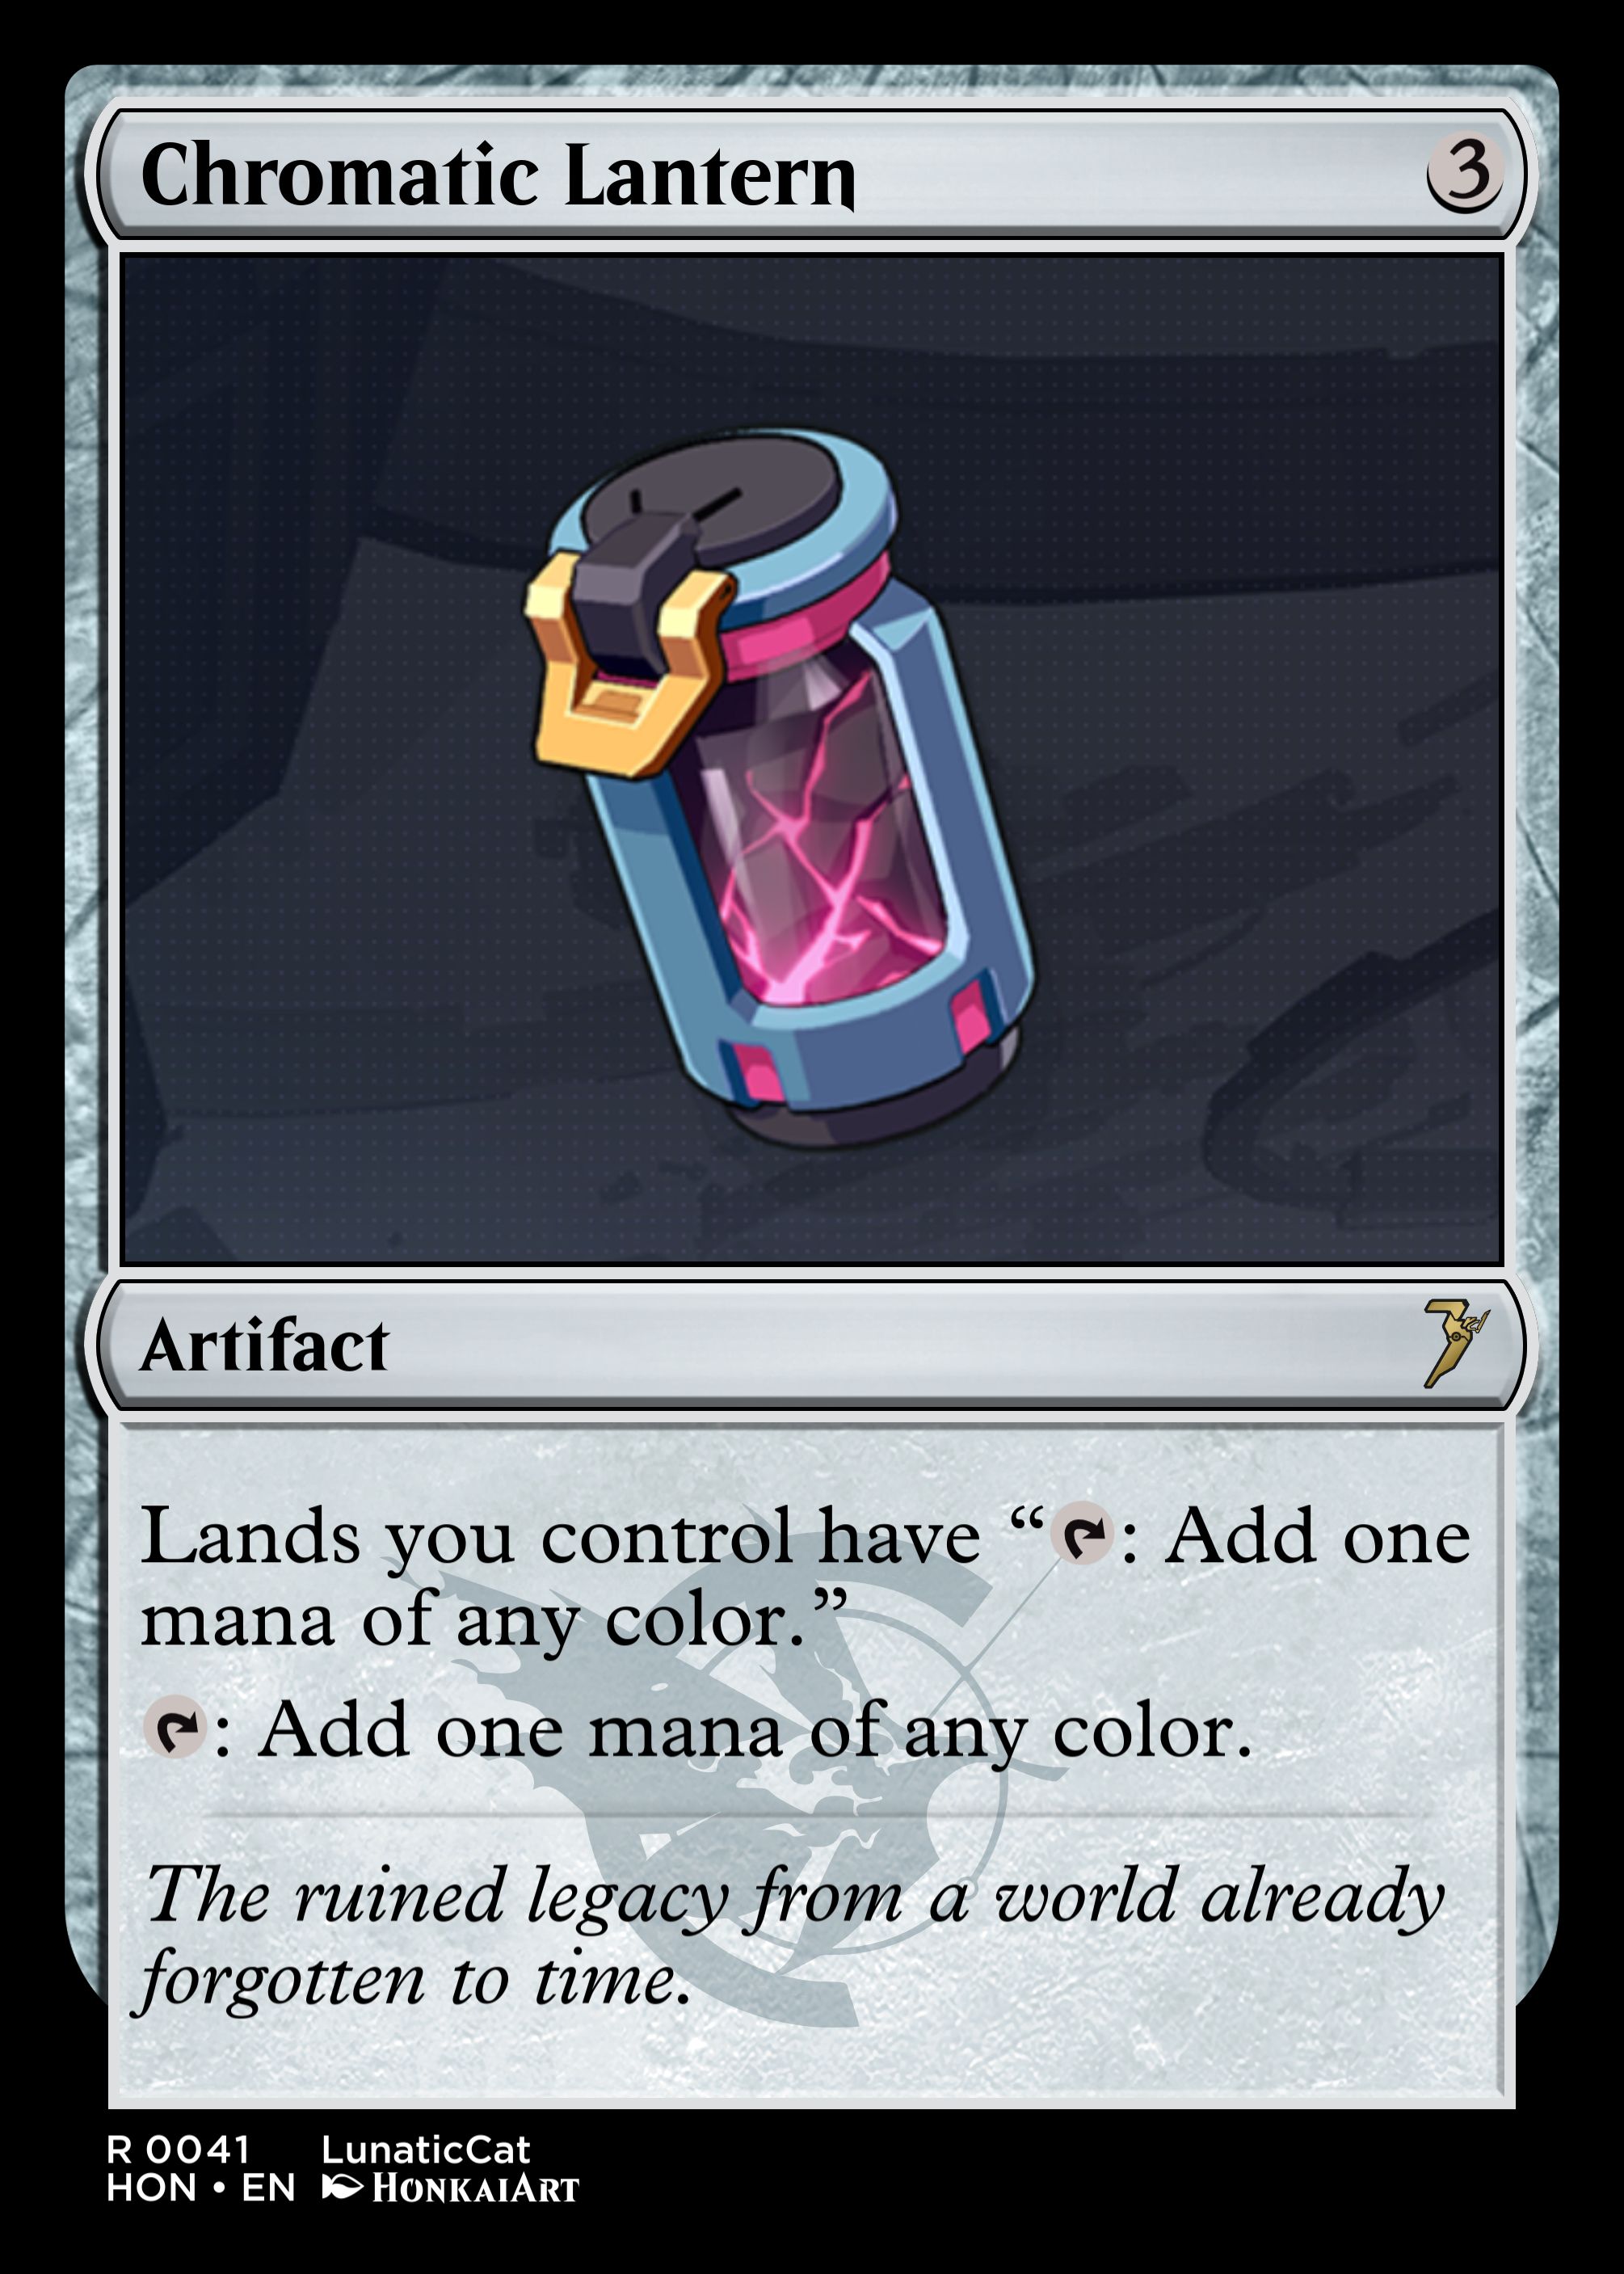 Chromatic Lantern 3
Artifact
Lands you control have “: Add one
mana of any color.”
: Add one mana of any color.
The ruined legacy from a world already
forgotten to time.
R 0041 LunaticCat
HON • EN HonkaiArt